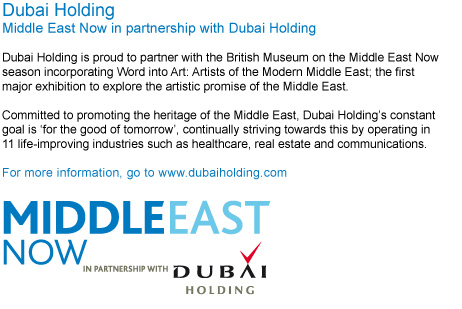 Dubai Holding
Middle East Now in partnership with Dubai Holding
Dubai Holding is proud to partner with the British Museum on the Middle East Now
season incorporating Word into Art: Artists of the Modern Middle East; the first
major exhibition to explore the artistic promise of the Middle East.
Committed to promoting the heritage of the Middle East, Dubai Holding's constant
goal is 'for the good of tomorrow', continually striving towards this by operating in
11 life-improving industries such as healthcare, real estate and communications.
For more information, go to www.dubaiholding.com
MIDDLEEAST
NOW
IN PARTNERSHIP WITH DUBAI
HOLDING